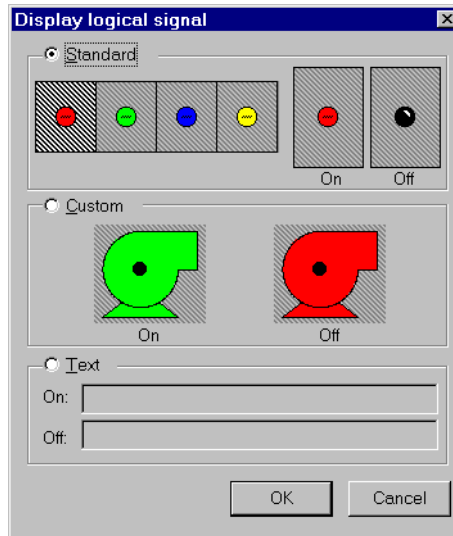 Display logical signal
Standard
On Off
Custom
On Off
Text
On:
Off:
OK Cancel